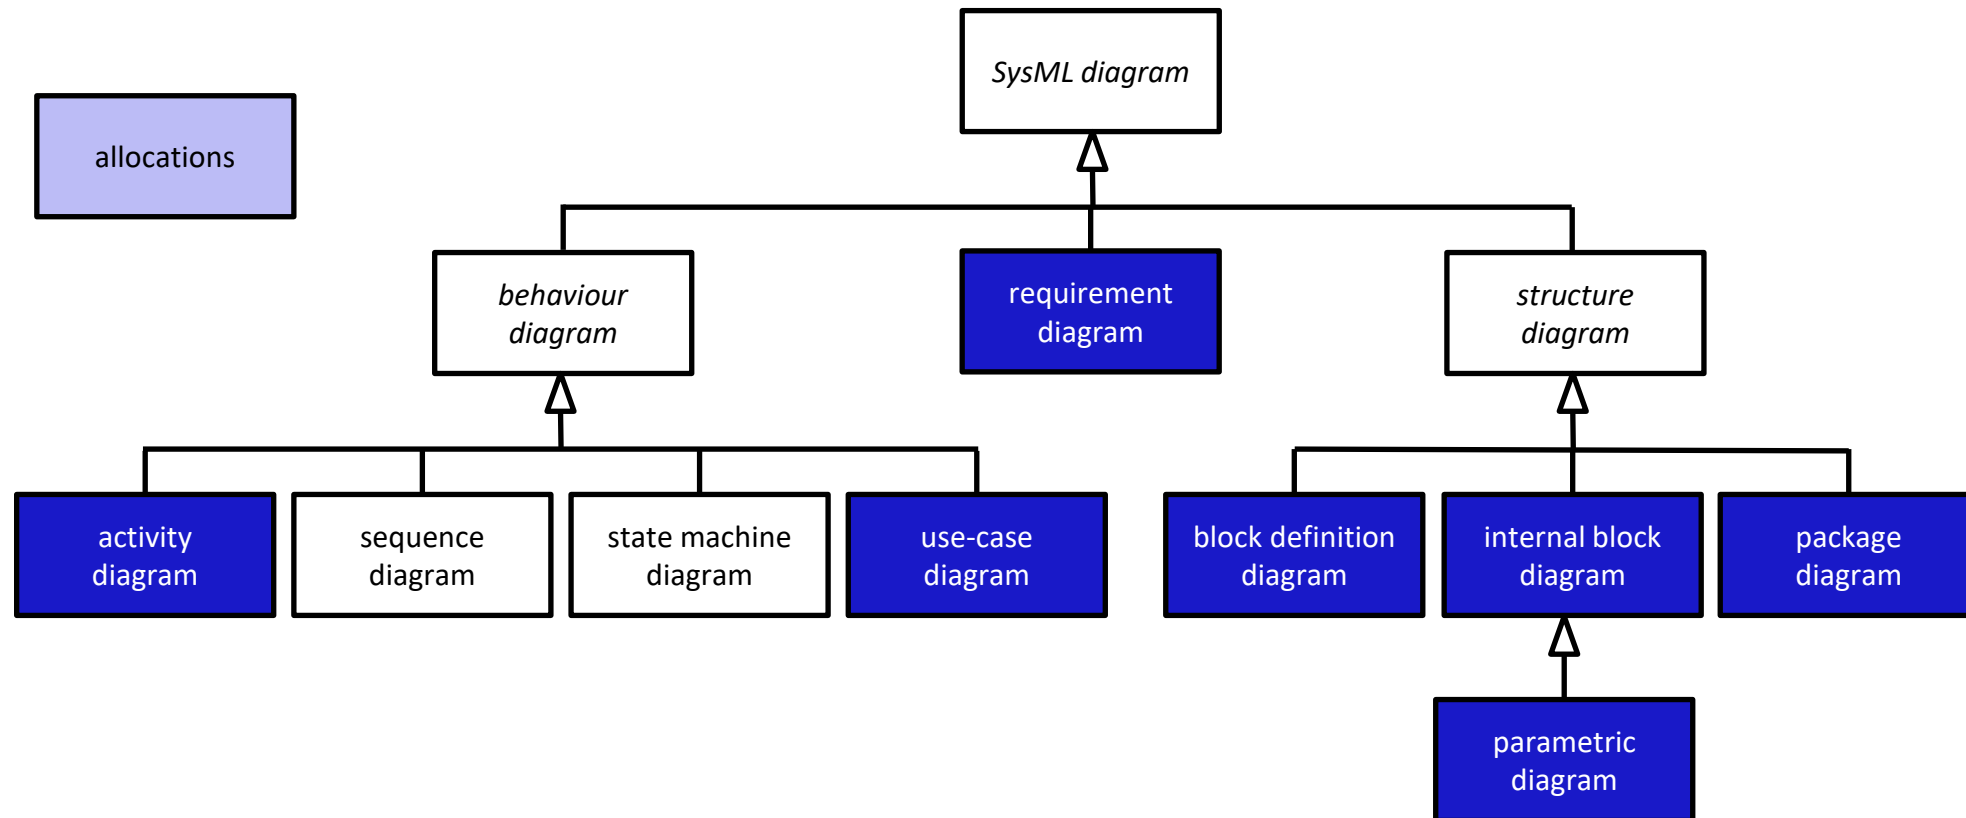 SysML diagram
allocations
behaviour
diagram
requirement
diagram
structure
diagram
activity
diagram
sequence
diagram
state machine
diagram
use-case
diagram
block definition
diagram
internal block
diagram
package
diagram
parametric
diagram